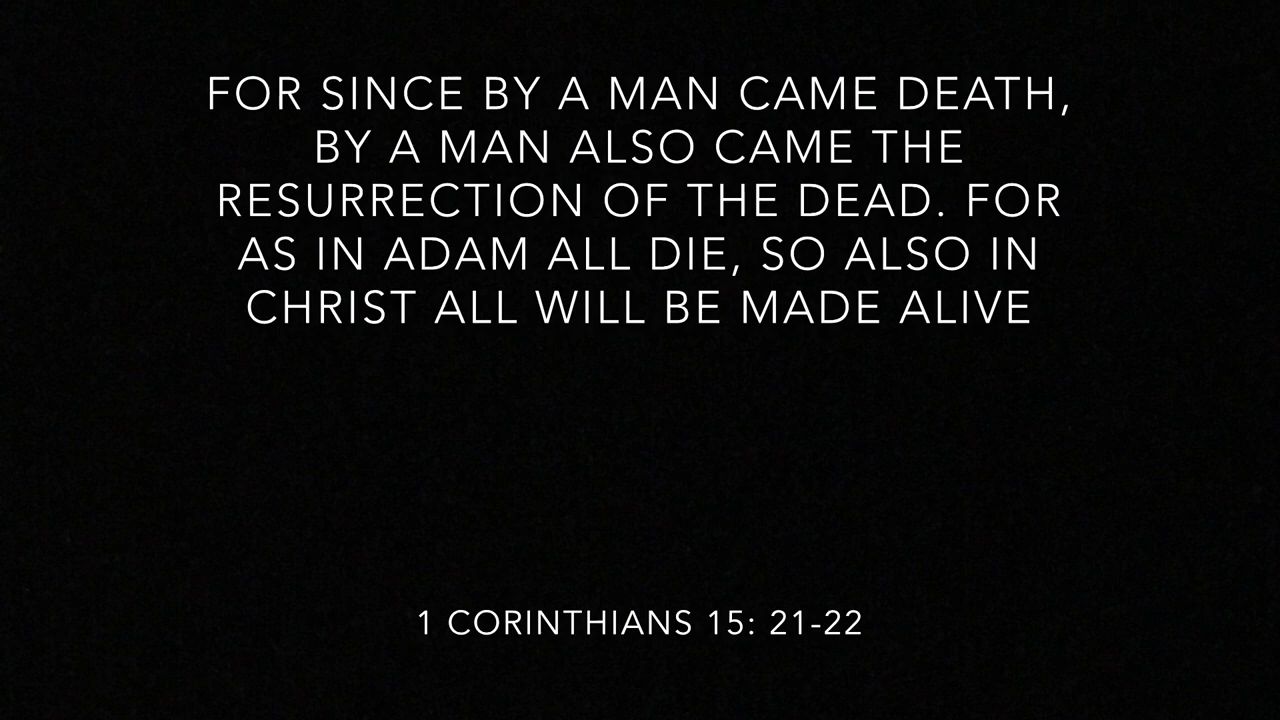 FOR SINCE BY A MAN CAME DEATH,
BY A MAN ALSO CAME THE
RESURRECTION OF THE DEAD. FOR
AS IN ADAM ALL DIE, SO ALSO IN
CHRIST ALL WILL BE MADE ALIVE
1 CORINTHIANS 15: 21-22